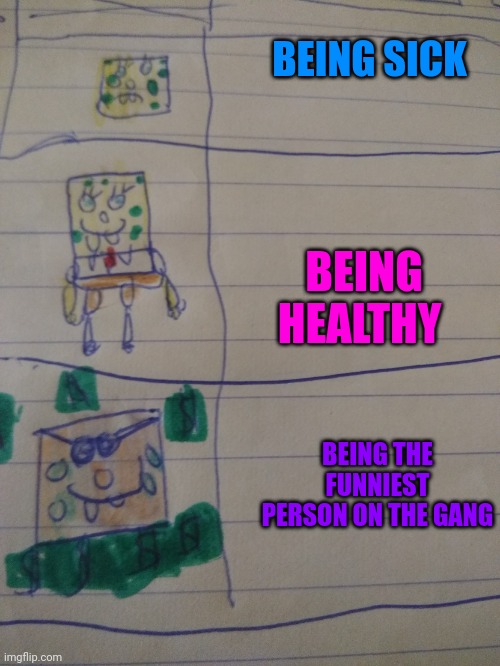 BEING SICK
BEING
HEALTHY
BEING THE
FUNNIEST
PERSON ON THE GANG
imgflip.com